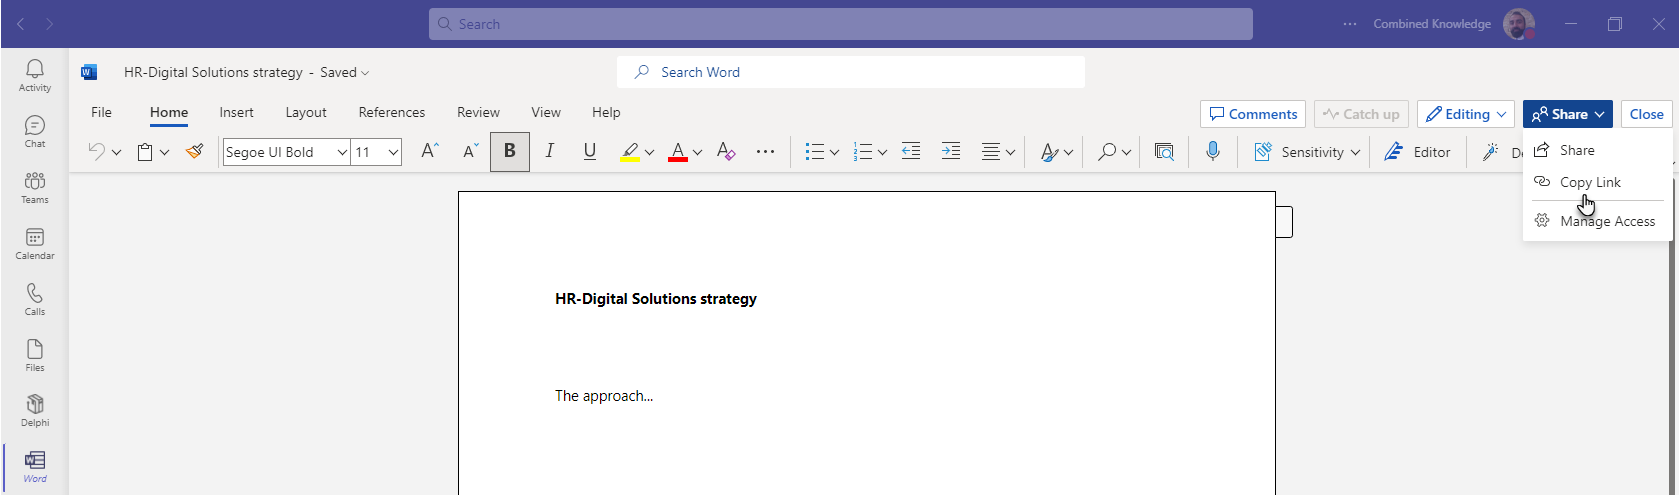 Search
Combined Knowledge
Activity
Chat
Teams
Calendar
Calls
Files
Delphi
Word
HR-Digital Solutions strategy - Saved
Search Word
File Home Insert Layout References Review View Help
Comments Catch up Editing Share Close
Segoe UI Bold 11 A A B I U A A Sensitivity Editor
Share
Copy Link
Manage Access
HR-Digital Solutions strategy
The approach...